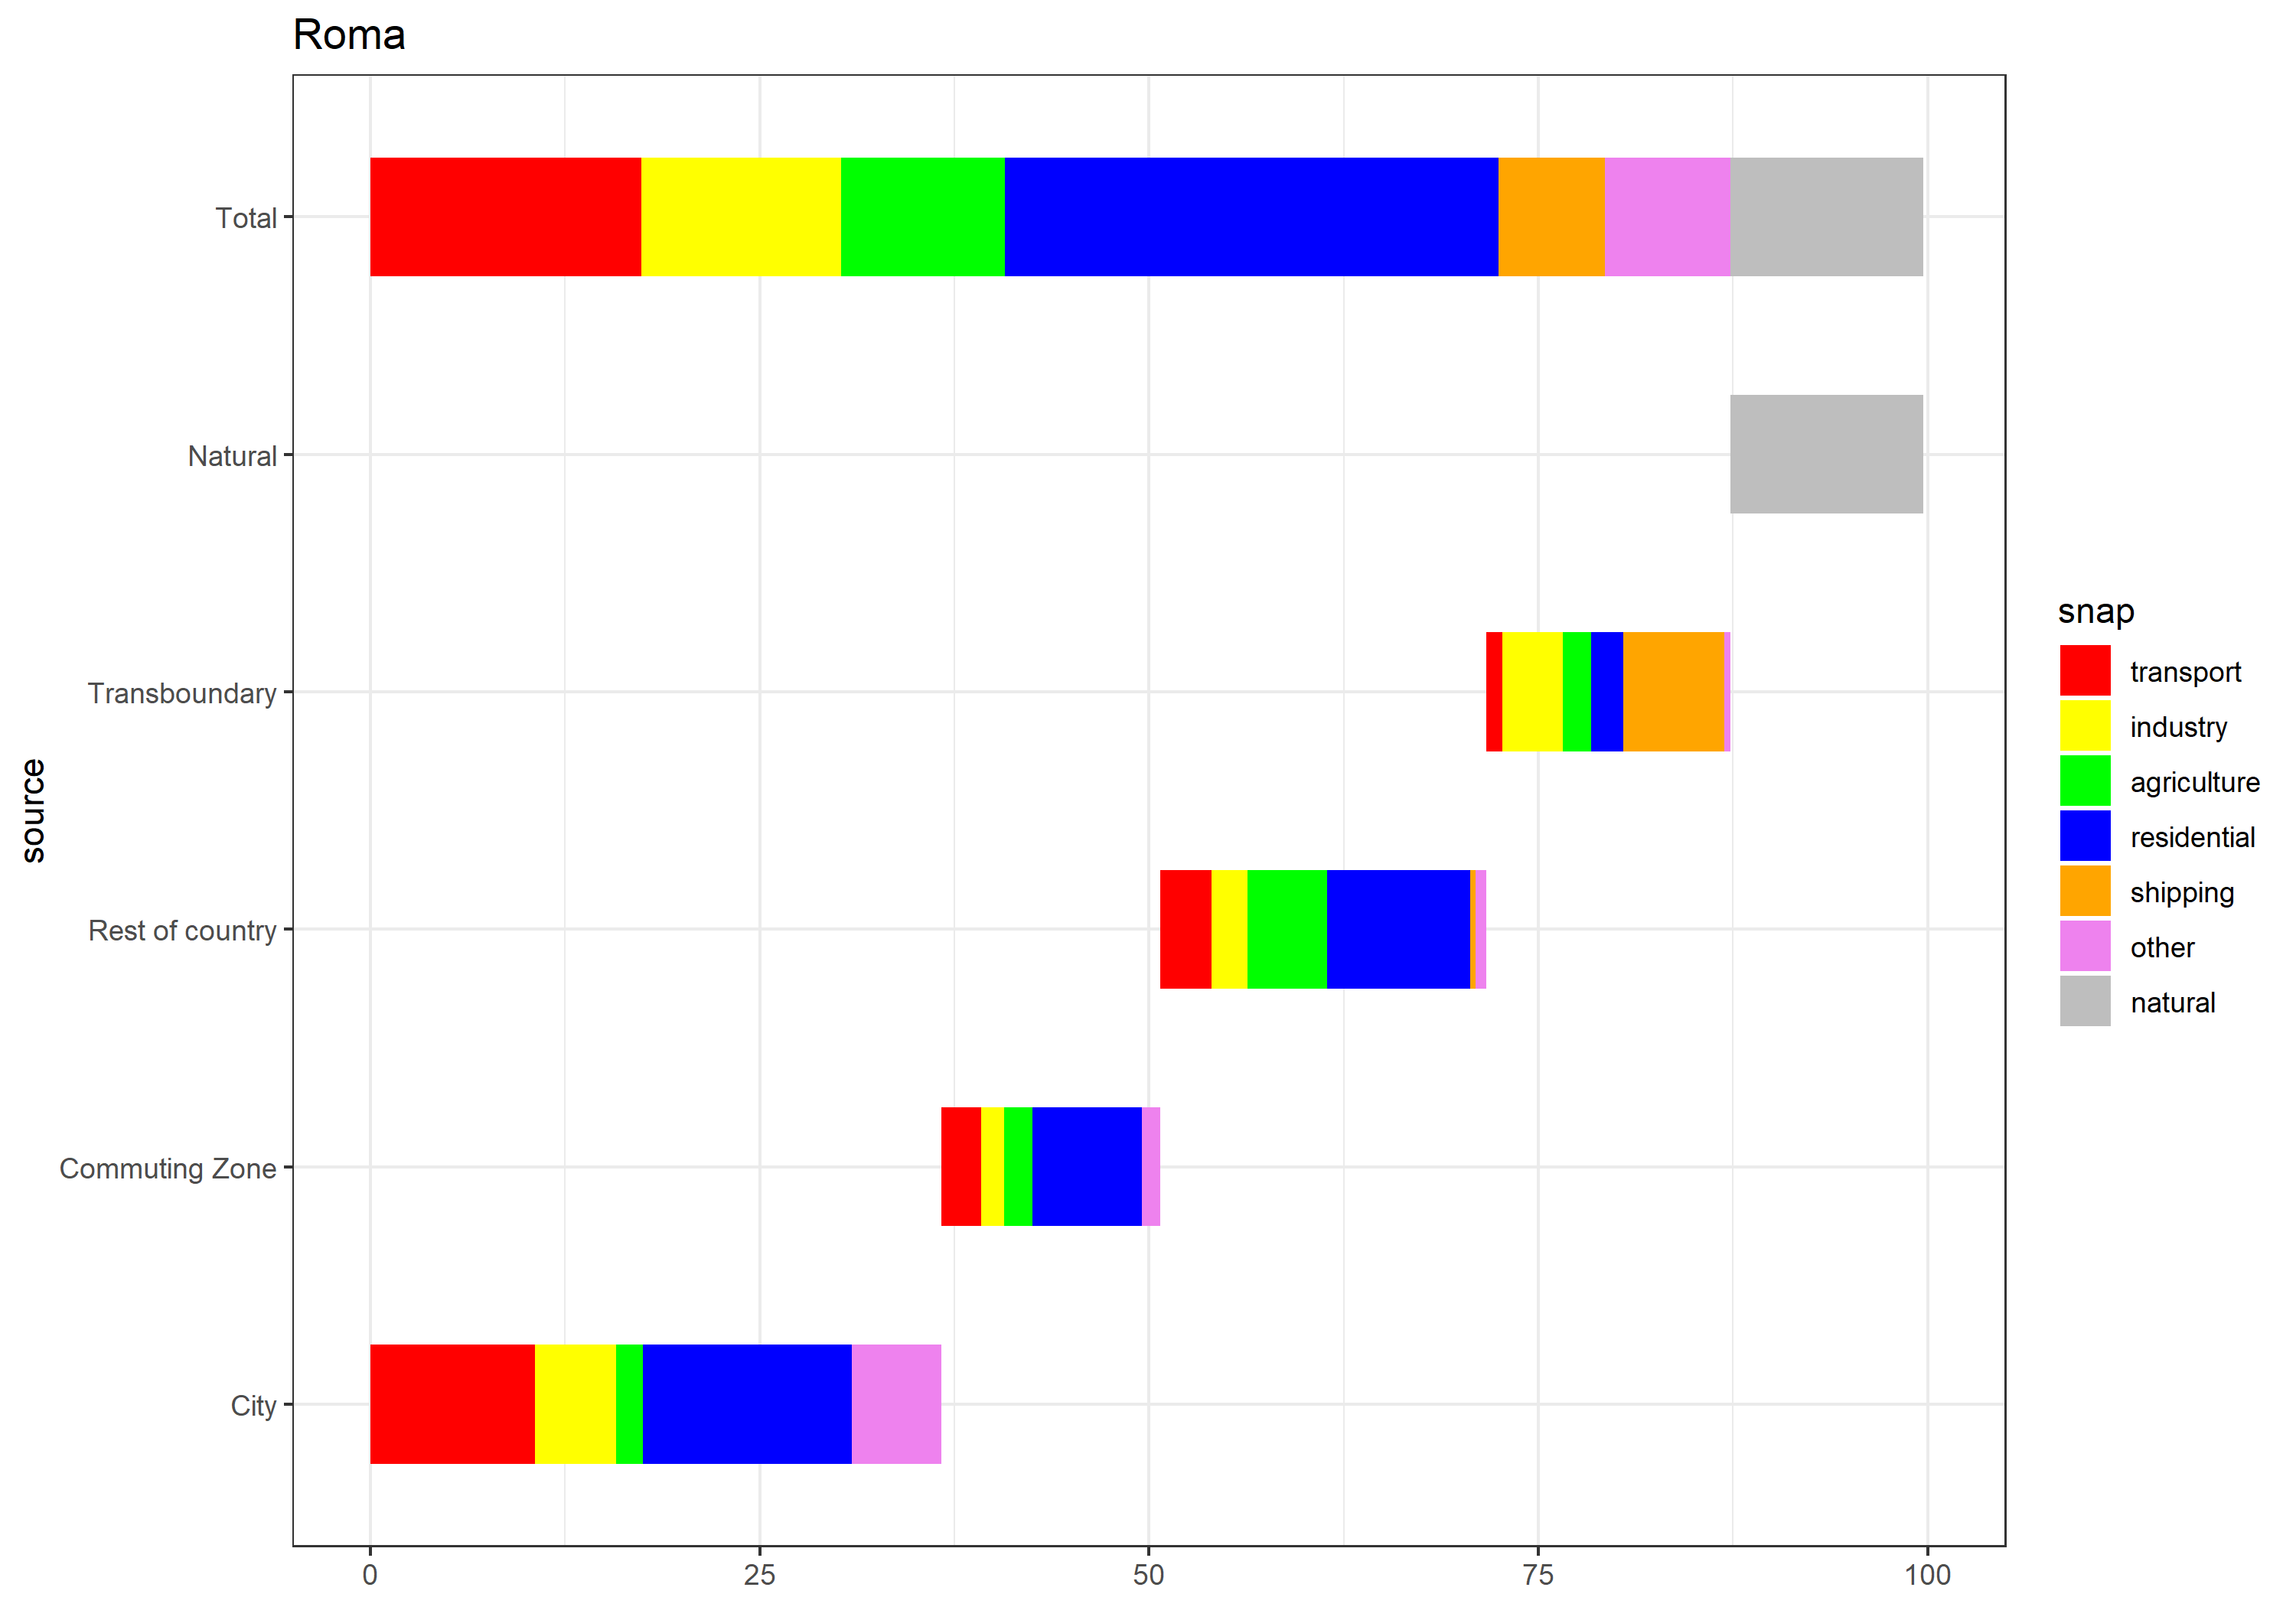 Roma
Total
Natural
Transboundary
Rest of country
Commuting Zone
City
source
0 25 50 75 100
snap
transport
industry
agriculture
residential
shipping
other
natural